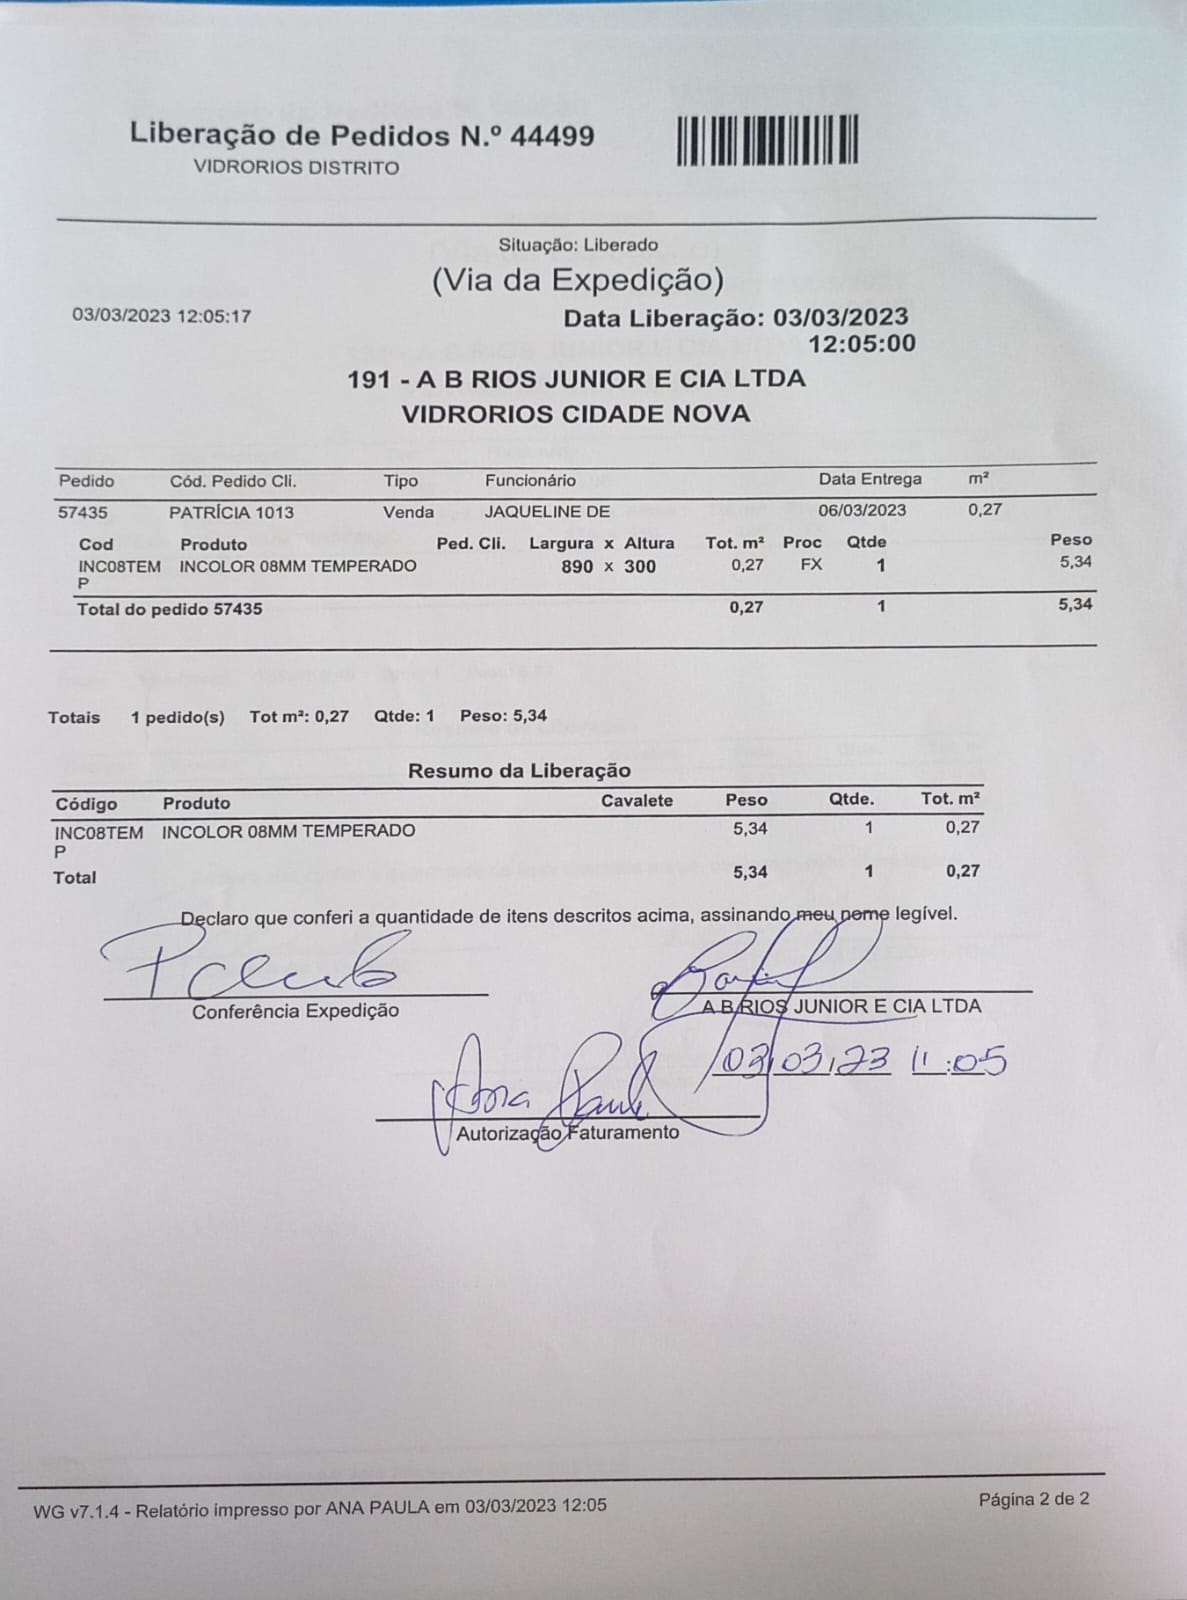 Liberação de Pedidos N.º 44499
VIDRORIOS DISTRITO
Situação: Liberado
(Via da Expedição)
03/03/2023 12:05:17
Data Liberação: 03/03/2023
12:05:00
191 - A B RIOS JUNIOR E CIA LTDA
VIDRORIOS CIDADE NOVA
Pedido Cód. Pedido Cli. Tipo Funcionário Data Entrega m²
57435 PATRÍCIA 1013 Venda JAQUELINE DE 06/03/2023 0,27
Cod Produto Ped. Cli. Largura x Altura Tot. m² Proc Qtde Peso
INC08TEM INCOLOR 08MM TEMPERADO 890 x 300 0,27 FX 1 5,34
P
Total do pedido 57435 0,27 1 5,34
Totais 1 pedido(s) Tot m²: 0,27 Qtde: 1 Peso: 5,34
Resumo da Liberação
Código Produto Cavalete Peso Qtde. Tot. m²
INC08TEM INCOLOR 08MM TEMPERADO 5,34 1 0,27
P
Total 5,34 1 0,27
Declaro que conferi a quantidade de itens descritos acima, assinando meu nome legível.
Conferência Expedição
A B RIOS JUNIOR E CIA LTDA
03/03/23 11:05
Ana Paula
Autorização Faturamento
WG v7.1.4 - Relatório impresso por ANA PAULA em 03/03/2023 12:05
Página 2 de 2